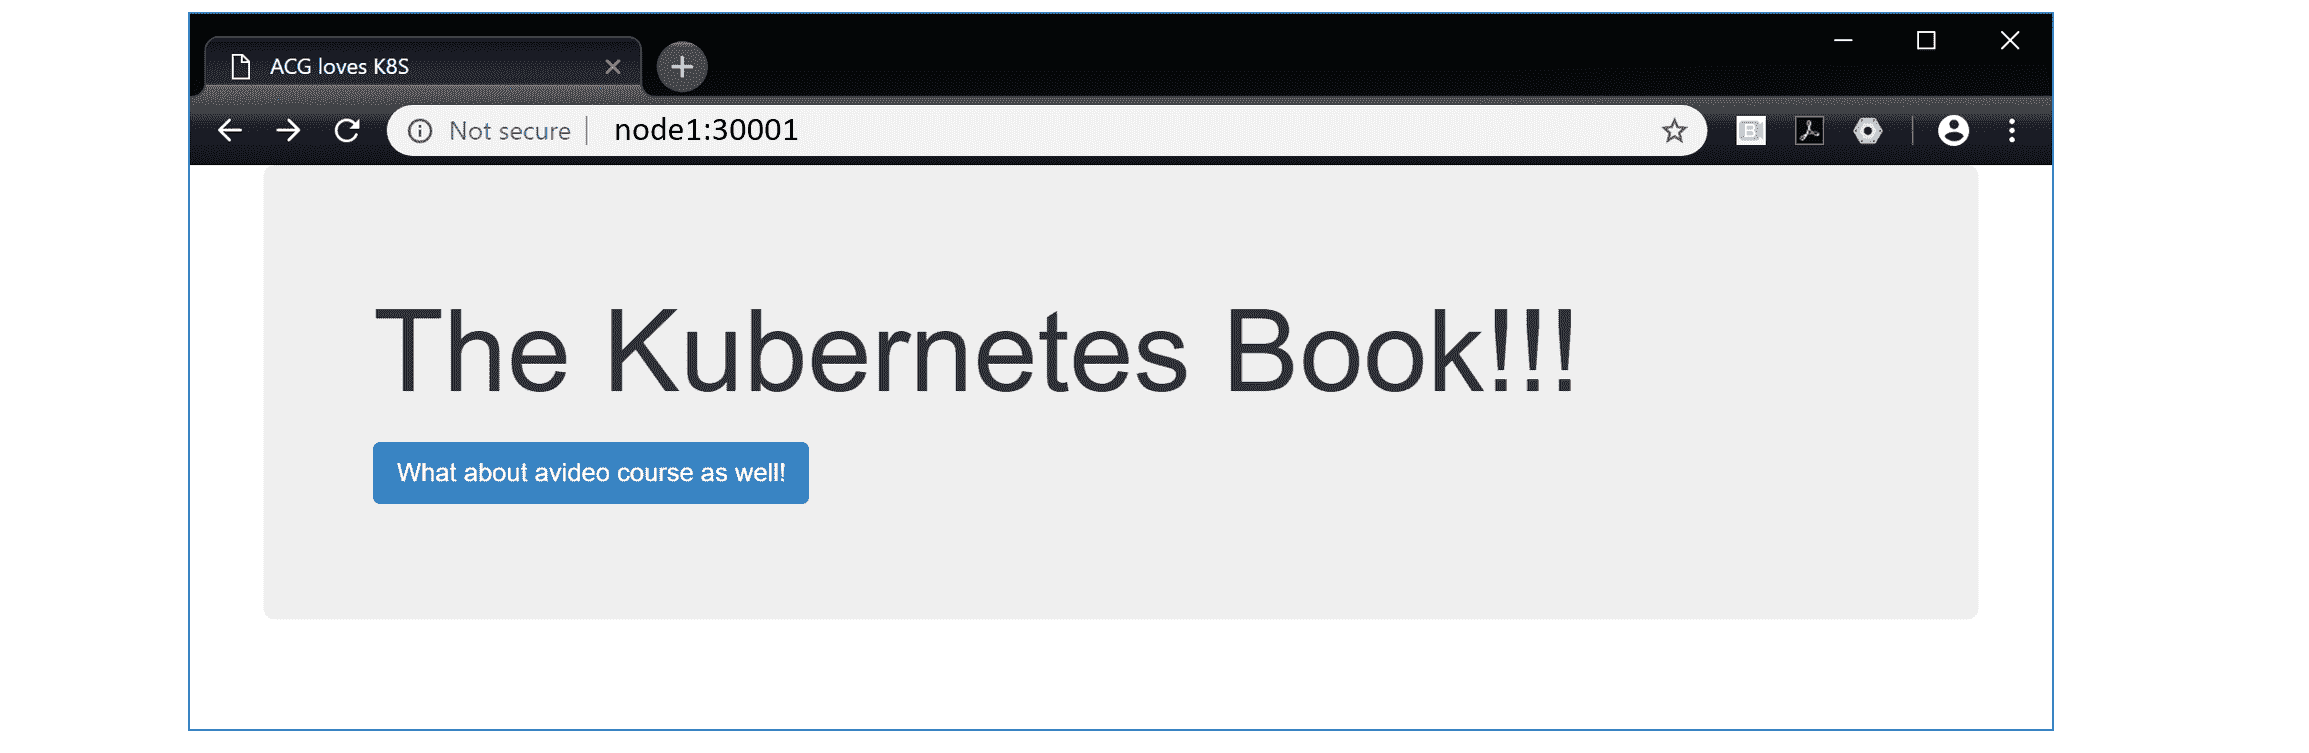 ACG loves K8S
Not secure | node1:30001
The Kubernetes Book!!!
What about avideo course as well!